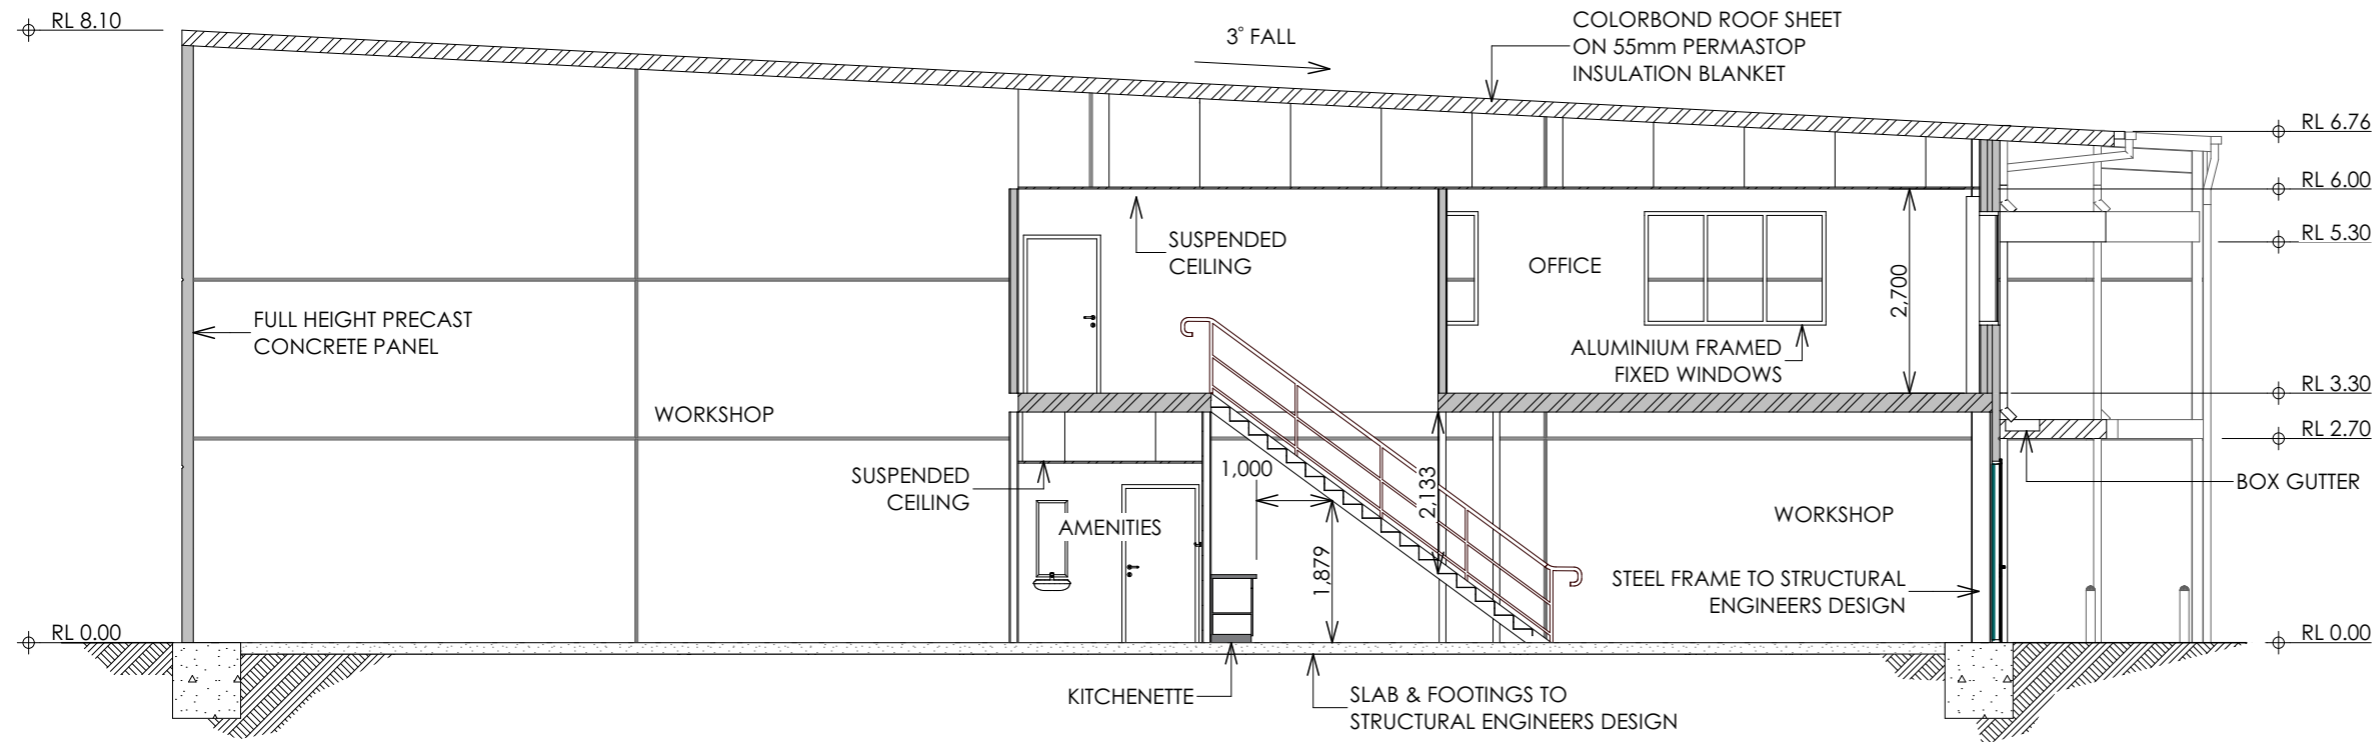 RL 8.10
3° FALL
COLORBOND ROOF SHEET
ON 55mm PERMASTOP
INSULATION BLANKET
RL 6.76
RL 6.00
RL 5.30
SUSPENDED
CEILING
OFFICE
2,700
FULL HEIGHT PRECAST
CONCRETE PANEL
ALUMINIUM FRAMED
FIXED WINDOWS
RL 3.30
WORKSHOP
RL 2.70
SUSPENDED
CEILING
1,000
2,133
BOX GUTTER
AMENITIES
WORKSHOP
1,879
STEEL FRAME TO STRUCTURAL
ENGINEERS DESIGN
RL 0.00
RL 0.00
KITCHENETTE
SLAB & FOOTINGS TO
STRUCTURAL ENGINEERS DESIGN